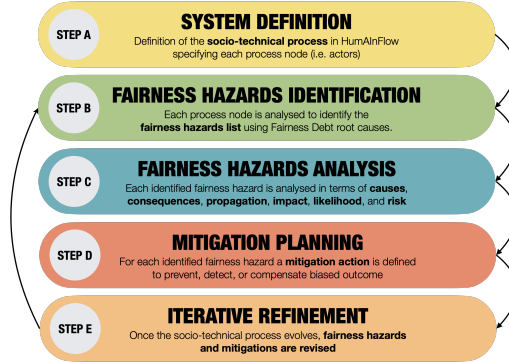 STEP A
SYSTEM DEFINITION
Definition of the socio-technical process in HumAInFlow
specifying each process node (i.e. actors)
STEP B
FAIRNESS HAZARDS IDENTIFICATION
Each process node is analysed to identify the
fairness hazards list using Fairness Debt root causes.
STEP C
FAIRNESS HAZARDS ANALYSIS
Each identified fairness hazard is analysed in terms of causes,
consequences, propagation, impact, likelihood, and risk
STEP D
MITIGATION PLANNING
For each identified fairness hazard a mitigation action is defined
to prevent, detect, or compensate biased outcome
STEP E
ITERATIVE REFINEMENT
Once the socio-technical process evolves, fairness hazards
and mitigations are revised